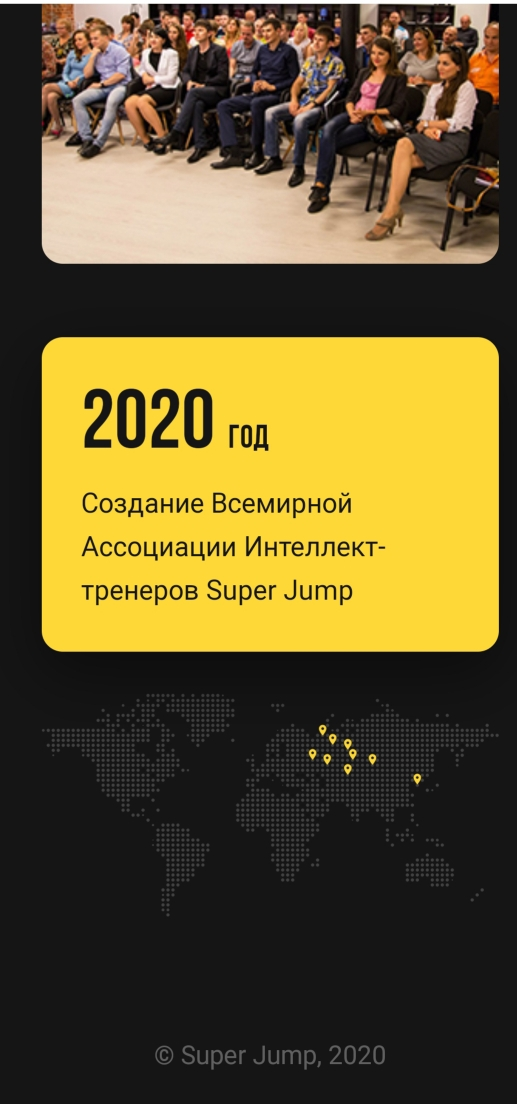 2020 год
Создание Всемирной
Ассоциации Интеллект-
тренеров Super Jump
© Super Jump, 2020